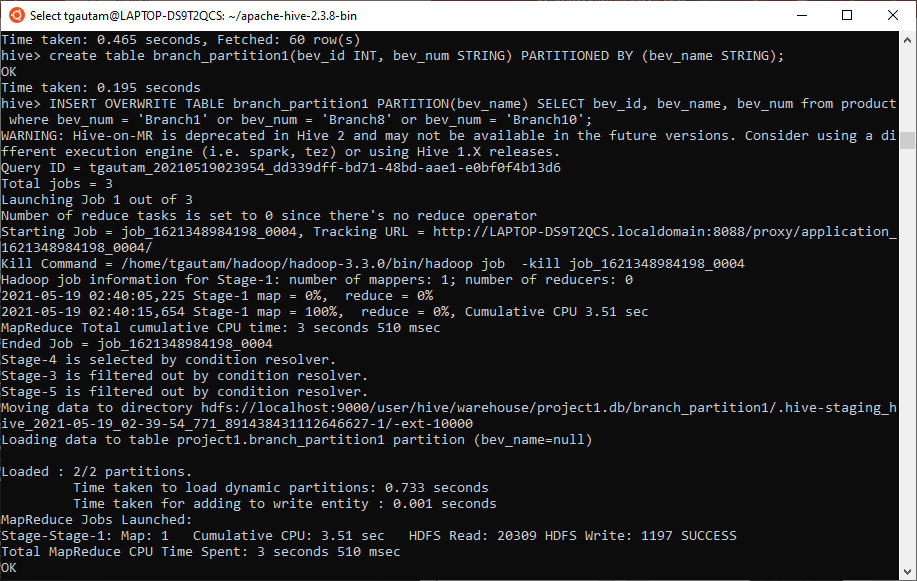 Select tgautam@LAPTOP-DS9T2QCS: ~/apache-hive-2.3.8-bin
Time taken: 0.465 seconds, Fetched: 60 row(s)
hive> create table branch_partition1(bev_id INT, bev_num STRING) PARTITIONED BY (bev_name STRING);
OK
Time taken: 0.195 seconds
hive> INSERT OVERWRITE TABLE branch_partition1 PARTITION(bev_name) SELECT bev_id, bev_name, bev_num from product
 where bev_num = 'Branch1' or bev_num = 'Branch8' or bev_num = 'Branch10';
WARNING: Hive-on-MR is deprecated in Hive 2 and may not be available in the future versions. Consider using a di
fferent execution engine (i.e. spark, tez) or using Hive 1.X releases.
Query ID = tgautam_20210519023954_dd339dff-bd71-48bd-aae1-e0bf0f4b13d6
Total jobs = 3
Launching Job 1 out of 3
Number of reduce tasks is set to 0 since there's no reduce operator
Starting Job = job_1621348984198_0004, Tracking URL = http://LAPTOP-DS9T2QCS.localdomain:8088/proxy/application_
1621348984198_0004/
Kill Command = /home/tgautam/hadoop/hadoop-3.3.0/bin/hadoop job  -kill job_1621348984198_0004
Hadoop job information for Stage-1: number of mappers: 1; number of reducers: 0
2021-05-19 02:40:05,225 Stage-1 map = 0%,  reduce = 0%
2021-05-19 02:40:15,654 Stage-1 map = 100%,  reduce = 0%, Cumulative CPU 3.51 sec
MapReduce Total cumulative CPU time: 3 seconds 510 msec
Ended Job = job_1621348984198_0004
Stage-4 is selected by condition resolver.
Stage-3 is filtered out by condition resolver.
Stage-5 is filtered out by condition resolver.
Moving data to directory hdfs://localhost:9000/user/hive/warehouse/project1.db/branch_partition1/.hive-staging_h
ive_2021-05-19_02-39-54_771_891438431112646627-1/-ext-10000
Loading data to table project1.branch_partition1 partition (bev_name=null)
Loaded : 2/2 partitions.
         Time taken to load dynamic partitions: 0.733 seconds
         Time taken for adding to write entity : 0.001 seconds
MapReduce Jobs Launched:
Stage-Stage-1: Map: 1   Cumulative CPU: 3.51 sec   HDFS Read: 20309 HDFS Write: 1197 SUCCESS
Total MapReduce CPU Time Spent: 3 seconds 510 msec
OK